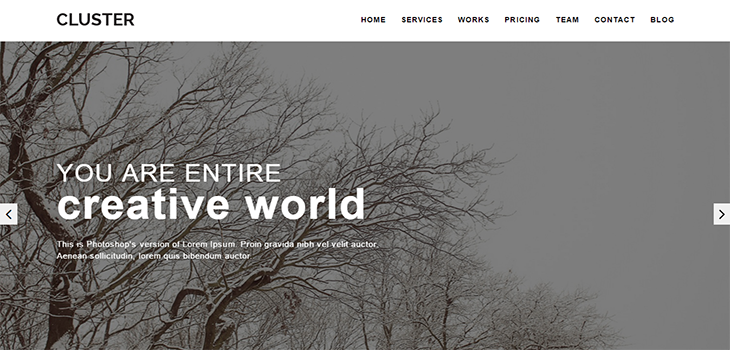 CLUSTER
HOME SERVICES WORKS PRICING TEAM CONTACT BLOG
YOU ARE ENTIRE
creative world
This is Photoshop's version of Lorem Ipsum. Proin gravida nibh vel velit auctor.
Aenean sollicitudin, lorem quis bibendum auctor